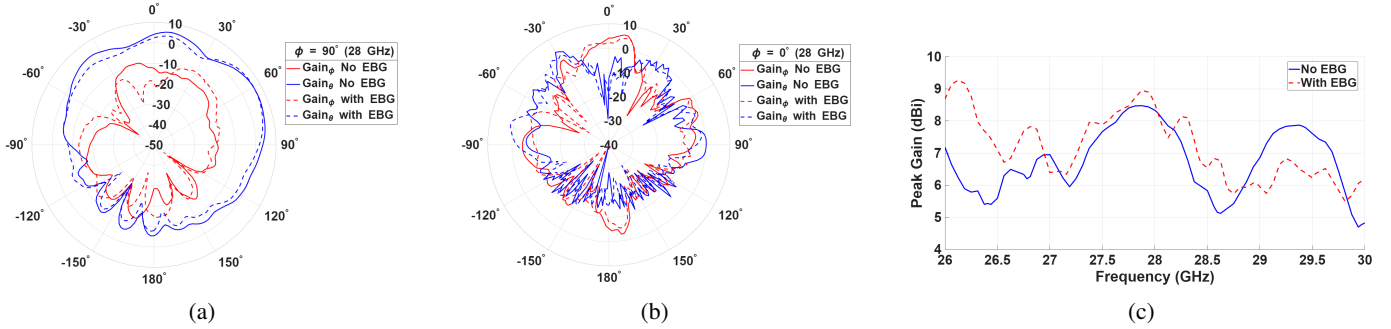 0°
30°
60°
90°
120°
150°
180°
-150°
-120°
-90°
-60°
-30°
10
0
-10
-20
-30
-40
-50
ϕ = 90° (28 GHz)
Gainϕ No EBG
Gainθ No EBG
Gainϕ with EBG
Gainθ with EBG
(a)
0°
30°
60°
90°
120°
150°
180°
-150°
-120°
-90°
-60°
-30°
10
0
-10
-20
-30
-40
ϕ = 0° (28 GHz)
Gainϕ No EBG
Gainθ No EBG
Gainϕ with EBG
Gainθ with EBG
(b)
Peak Gain (dBi)
10
9
8
7
6
5
4
26 26.5 27 27.5 28 28.5 29 29.5 30
Frequency (GHz)
No EBG
With EBG
(c)